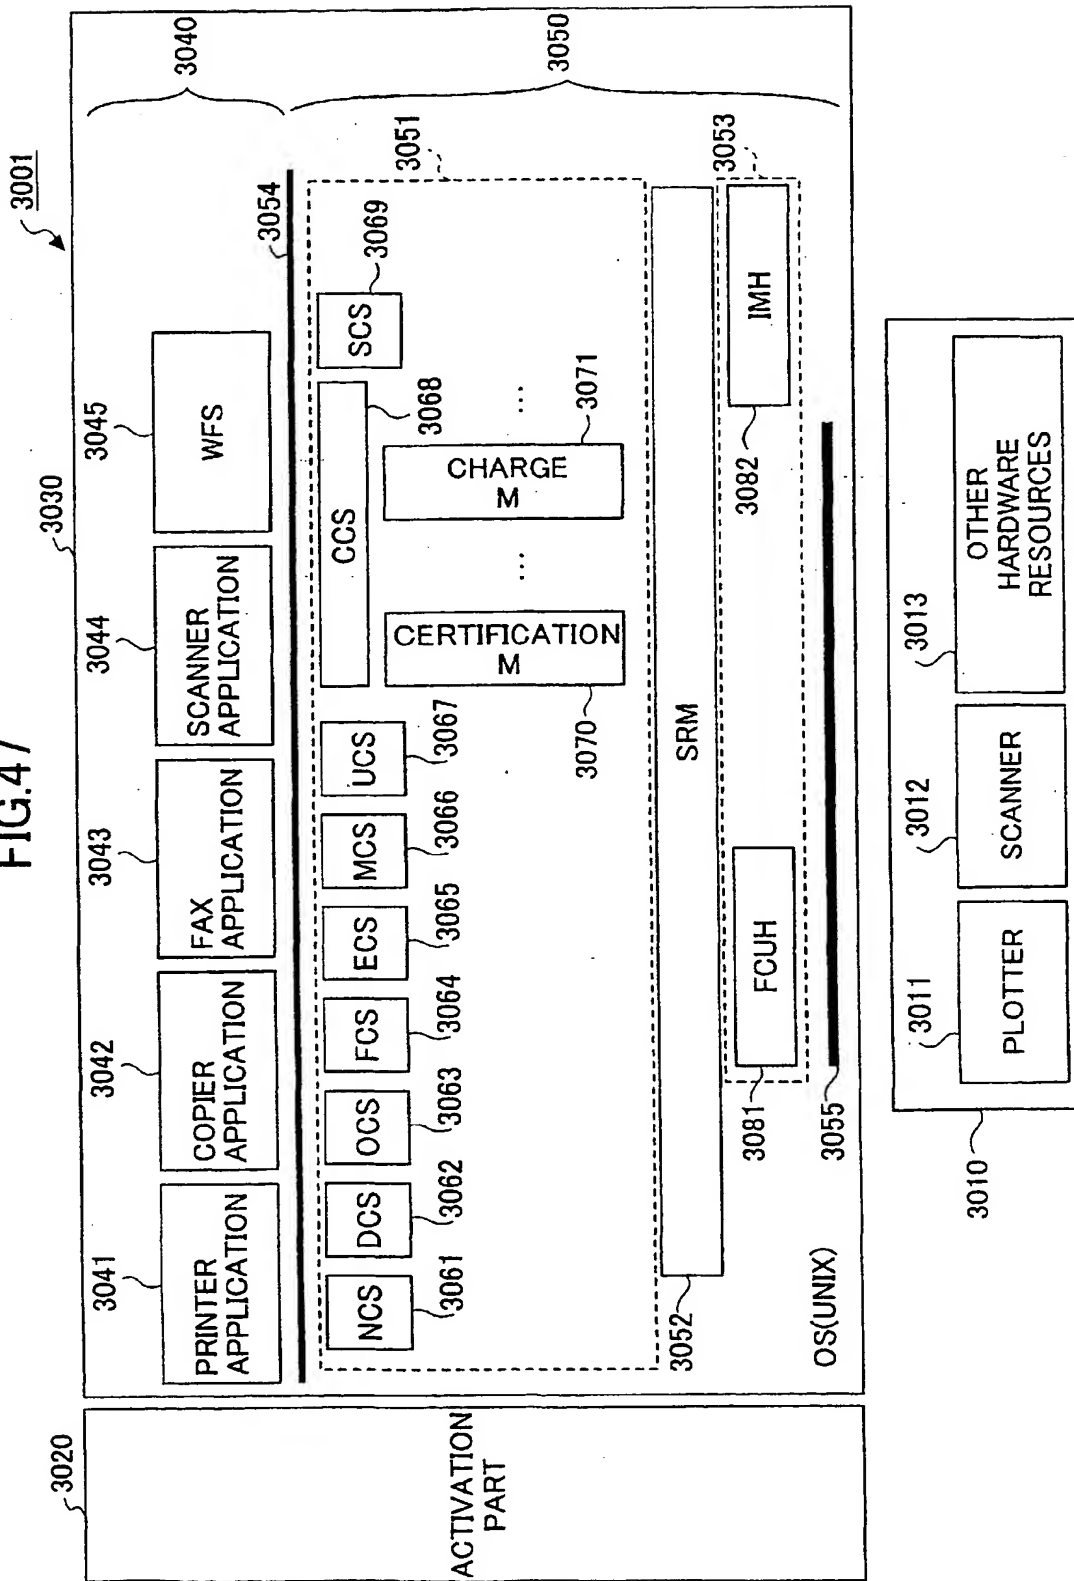 FIG.47
3001
3030
3020
ACTIVATION
PART
3041
PRINTER
APPLICATION
3042
COPIER
APPLICATION
3043
FAX
APPLICATION
3044
SCANNER
APPLICATION
3045
WFS
3040
3054
3050
3051
NCS
3061
DCS
3062
OCS
3063
FCS
3064
ECS
3065
MCS
3066
UCS
3067
CCS
3068
SCS
3069
CERTIFICATION
M
3070
...
CHARGE
M
3071
...
SRM
3052
3053
FCUH
3081
IMH
3082
3055
OS(UNIX)
3010
3011
PLOTTER
3012
SCANNER
3013
OTHER
HARDWARE
RESOURCES